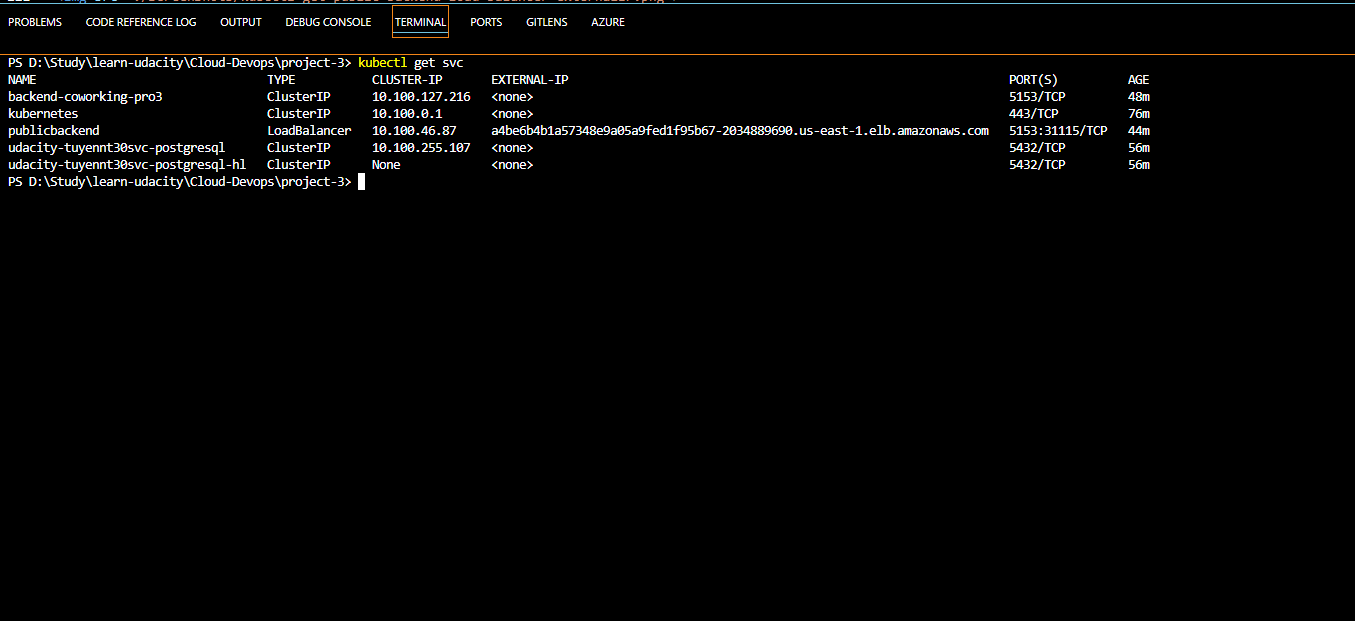 PROBLEMS CODE REFERENCE LOG OUTPUT DEBUG CONSOLE TERMINAL PORTS GITLENS AZURE
PS D:\Study\learn-udacity\Cloud-Devops\project-3> kubectl get svc
NAME TYPE CLUSTER-IP EXTERNAL-IP PORT(S) AGE
backend-coworking-pro3 ClusterIP 10.100.127.216 <none> 5153/TCP 48m
kubernetes ClusterIP 10.100.0.1 <none> 443/TCP 76m
publicbackend LoadBalancer 10.100.46.87 a4be6b4b1a57348e9a05a9fed1f95b67-2034889690.us-east-1.elb.amazonaws.com 5153:31115/TCP 44m
udacity-tuyennt30svc-postgresql ClusterIP 10.100.255.107 <none> 5432/TCP 56m
udacity-tuyennt30svc-postgresql-hl ClusterIP None <none> 5432/TCP 56m
PS D:\Study\learn-udacity\Cloud-Devops\project-3>